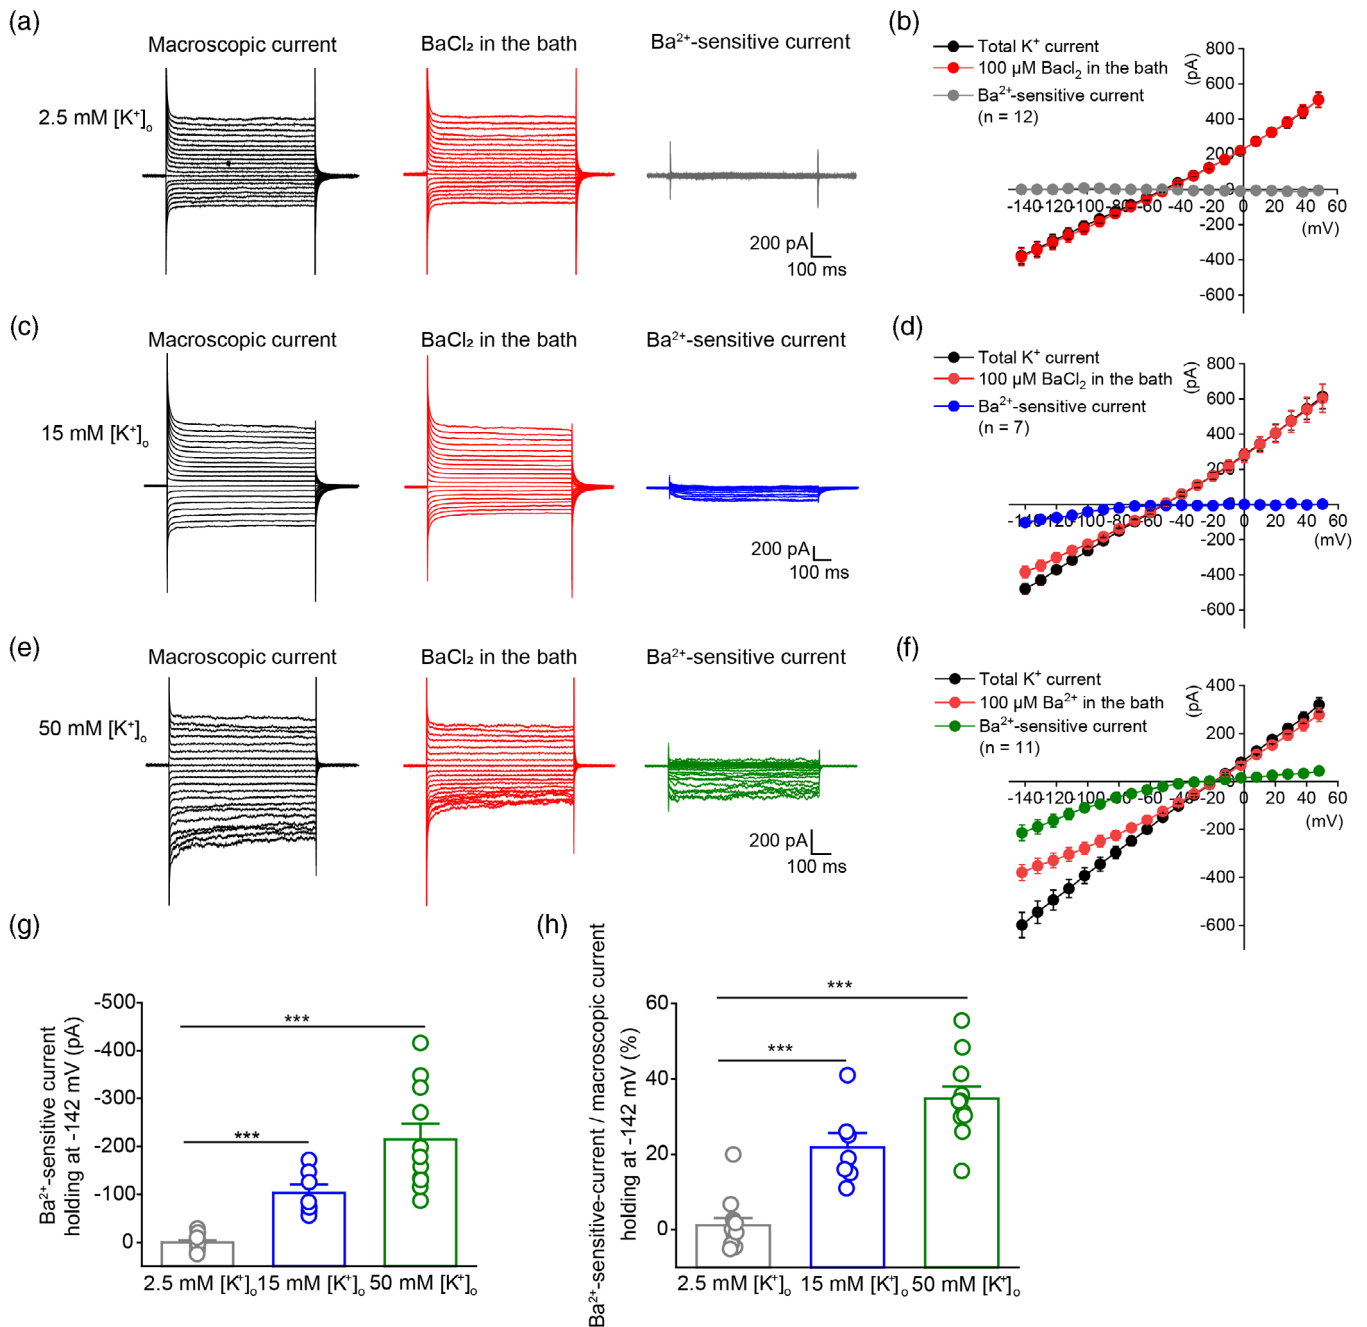 (a)
Macroscopic current
BaCl₂ in the bath
Ba²⁺-sensitive current
2.5 mM [K⁺]ₒ
200 pA
100 ms
(b)
Total K⁺ current
100 µM Bacl₂ in the bath
Ba²⁺-sensitive current
(n = 12)
(pA)
800
600
400
200
0
-200
-400
-600
-140 -120 -100 -80 -60 -40 -20 0 20 40 60
(mV)
(c)
Macroscopic current
BaCl₂ in the bath
Ba²⁺-sensitive current
15 mM [K⁺]ₒ
200 pA
100 ms
(d)
Total K⁺ current
100 µM BaCl₂ in the bath
Ba²⁺-sensitive current
(n = 7)
(pA)
800
600
400
200
0
-200
-400
-600
-140 -120 -100 -80 -60 -40 -20 0 20 40 60
(mV)
(e)
Macroscopic current
BaCl₂ in the bath
Ba²⁺-sensitive current
50 mM [K⁺]ₒ
200 pA
100 ms
(f)
Total K⁺ current
100 µM Ba²⁺ in the bath
Ba²⁺-sensitive current
(n = 11)
(pA)
400
200
0
-200
-400
-600
-140 -120 -100 -80 -60 -40 -20 0 20 40 60
(mV)
(g)
Ba²⁺-sensitive current
holding at -142 mV (pA)
-500
-400
-300
-200
-100
0
***
***
2.5 mM [K⁺]ₒ 15 mM [K⁺]ₒ 50 mM [K⁺]ₒ
(h)
Ba²⁺-sensitive-current / macroscopic current
holding at -142 mV (%)
60
40
20
0
***
***
2.5 mM [K⁺]ₒ 15 mM [K⁺]ₒ 50 mM [K⁺]ₒ